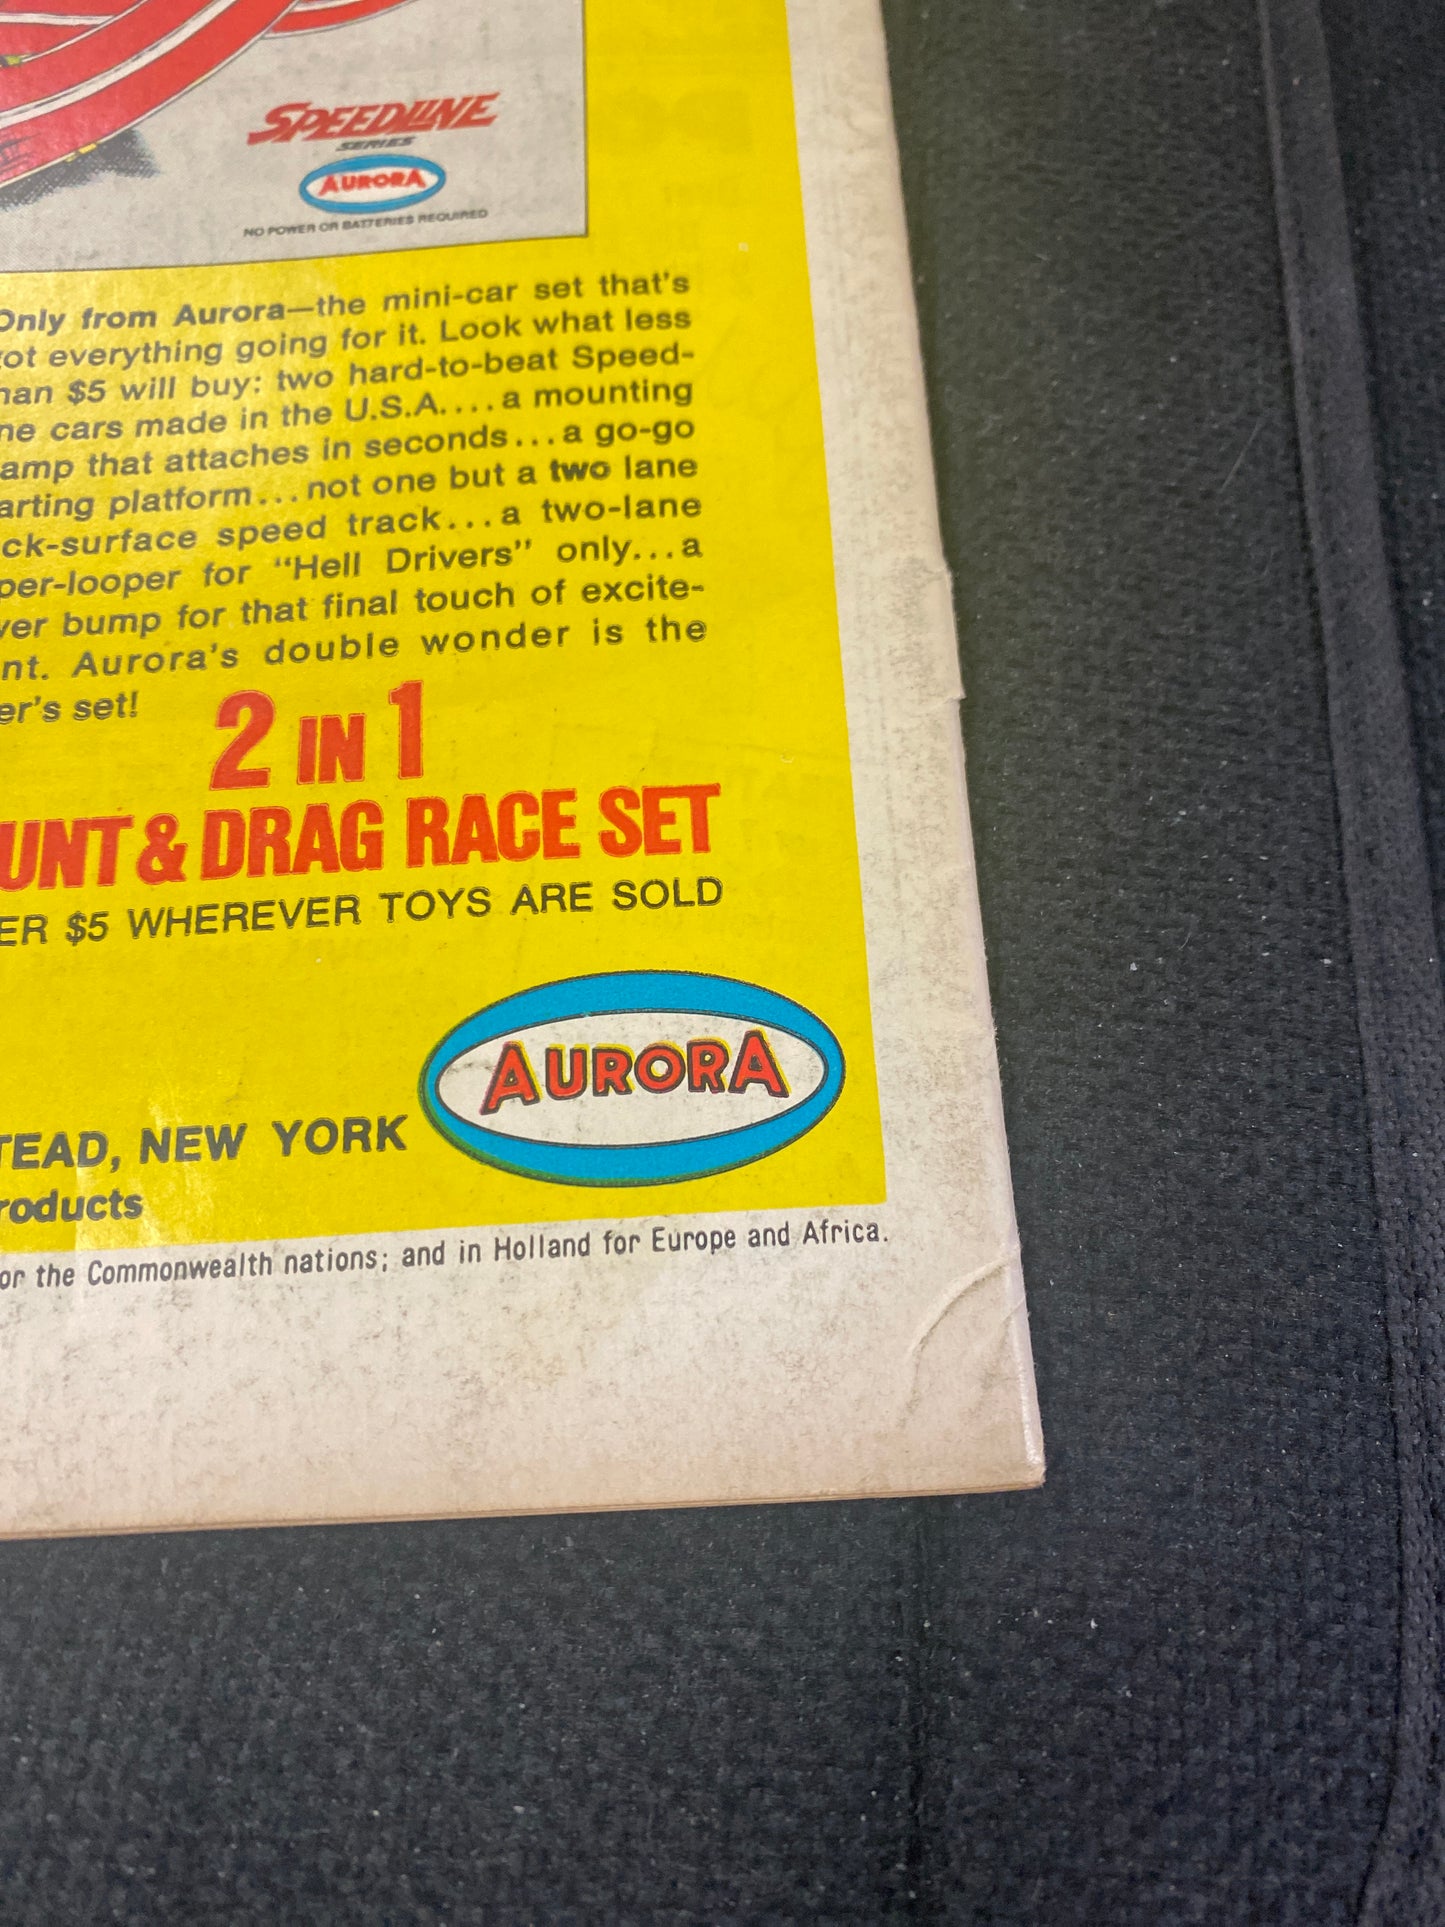 SPEEDLINE
SERIES
AURORA
NO POWER OR BATTERIES REQUIRED
Only from Aurora—the mini-car set that's
ot everything going for it. Look what less
han $5 will buy: two hard-to-beat Speed-
ne cars made in the U.S.A....a mounting
amp that attaches in seconds...a go-go
arting platform...not one but a two lane
ck-surface speed track...a two-lane
per-looper for "Hell Drivers" only...a
ver bump for that final touch of excite-
nt. Aurora's double wonder is the
er's set!
2 IN 1
UNT & DRAG RACE SET
ER $5 WHEREVER TOYS ARE SOLD
AURORA
TEAD, NEW YORK
roducts
or the Commonwealth nations; and in Holland for Europe and Africa.